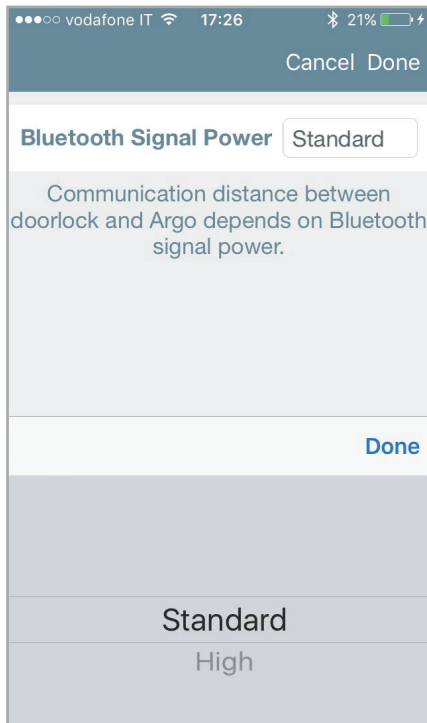 vodafone IT 17:26 21%
Cancel Done
Bluetooth Signal Power Standard
Communication distance between
doorlock and Argo depends on Bluetooth
signal power.
Done
Standard
High